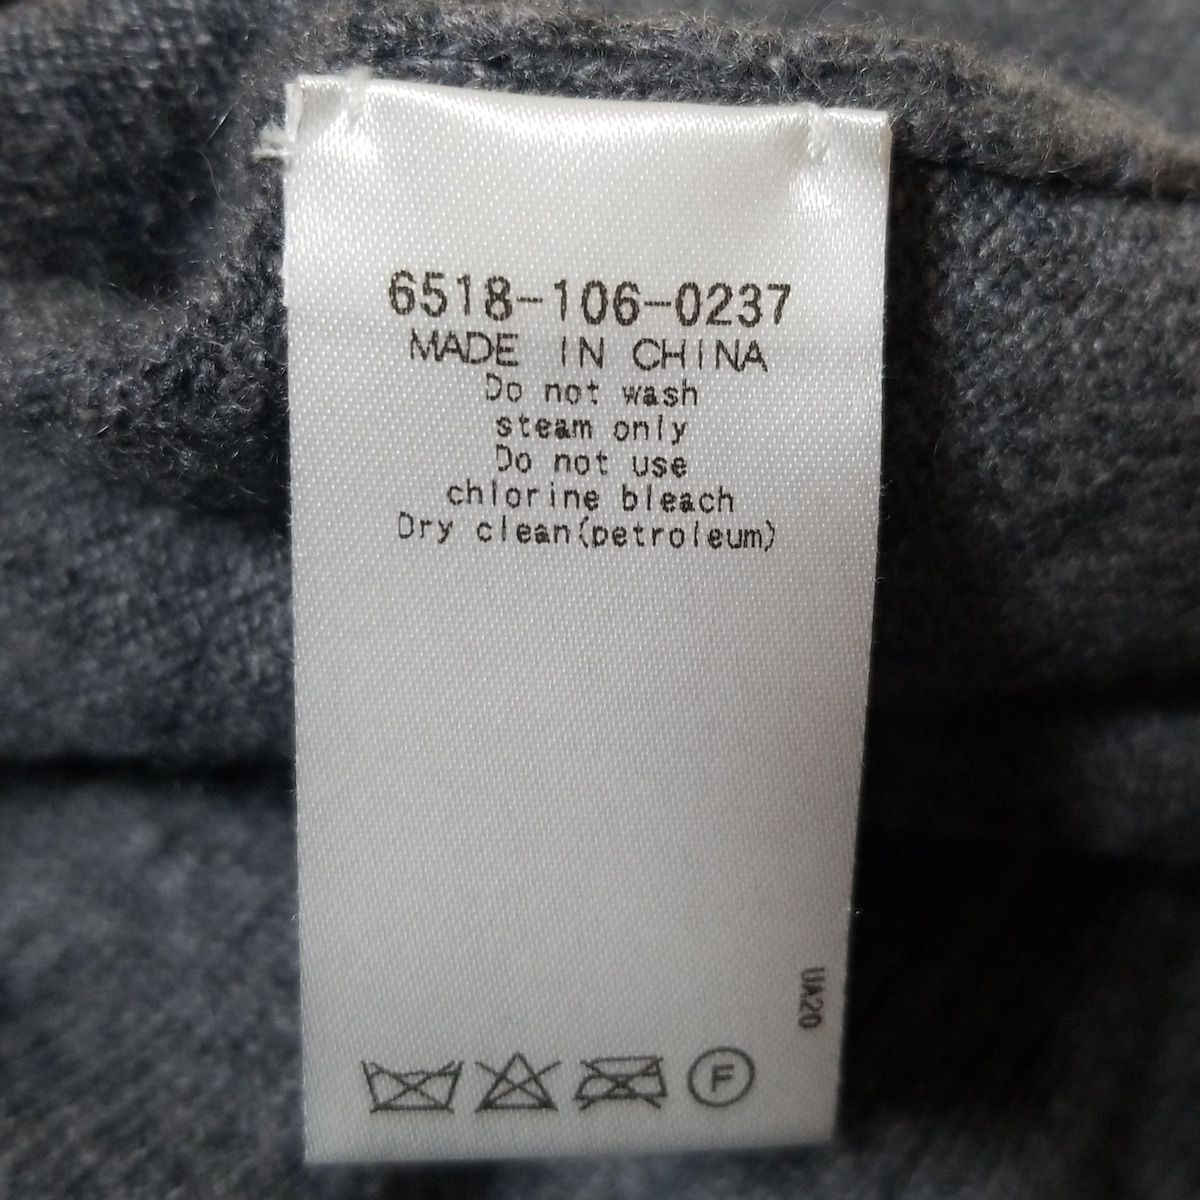 6518-106-0237
MADE IN CHINA
Do not wash
steam only
Do not use
chlorine bleach
Dry clean(petroleum)
UA20
F